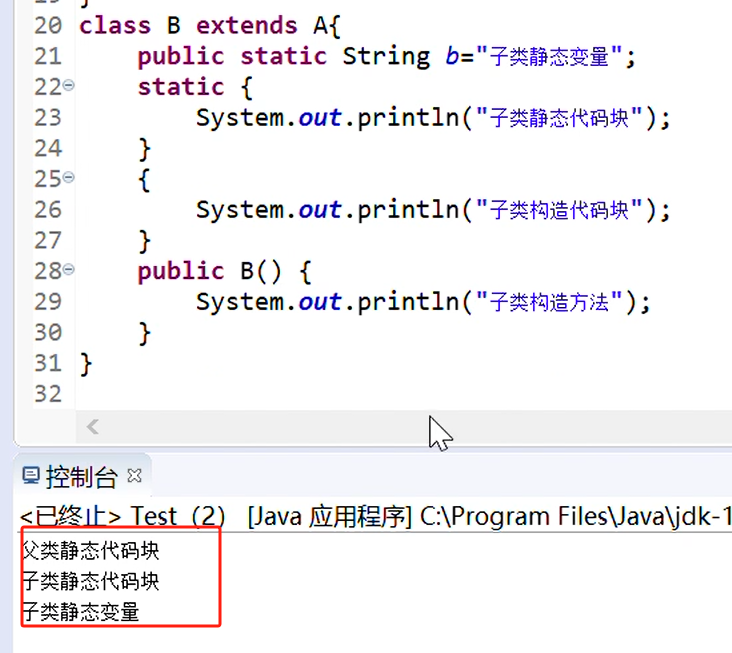 20 class B extends A{
21     public static String b="子类静态变量";
22     static {
23         System.out.println("子类静态代码块");
24     }
25     {
26         System.out.println("子类构造代码块");
27     }
28     public B() {
29         System.out.println("子类构造方法");
30     }
31 }
32
控制台
<已终止> Test (2) [Java 应用程序] C:\Program Files\Java\jdk-1
父类静态代码块
子类静态代码块
子类静态变量